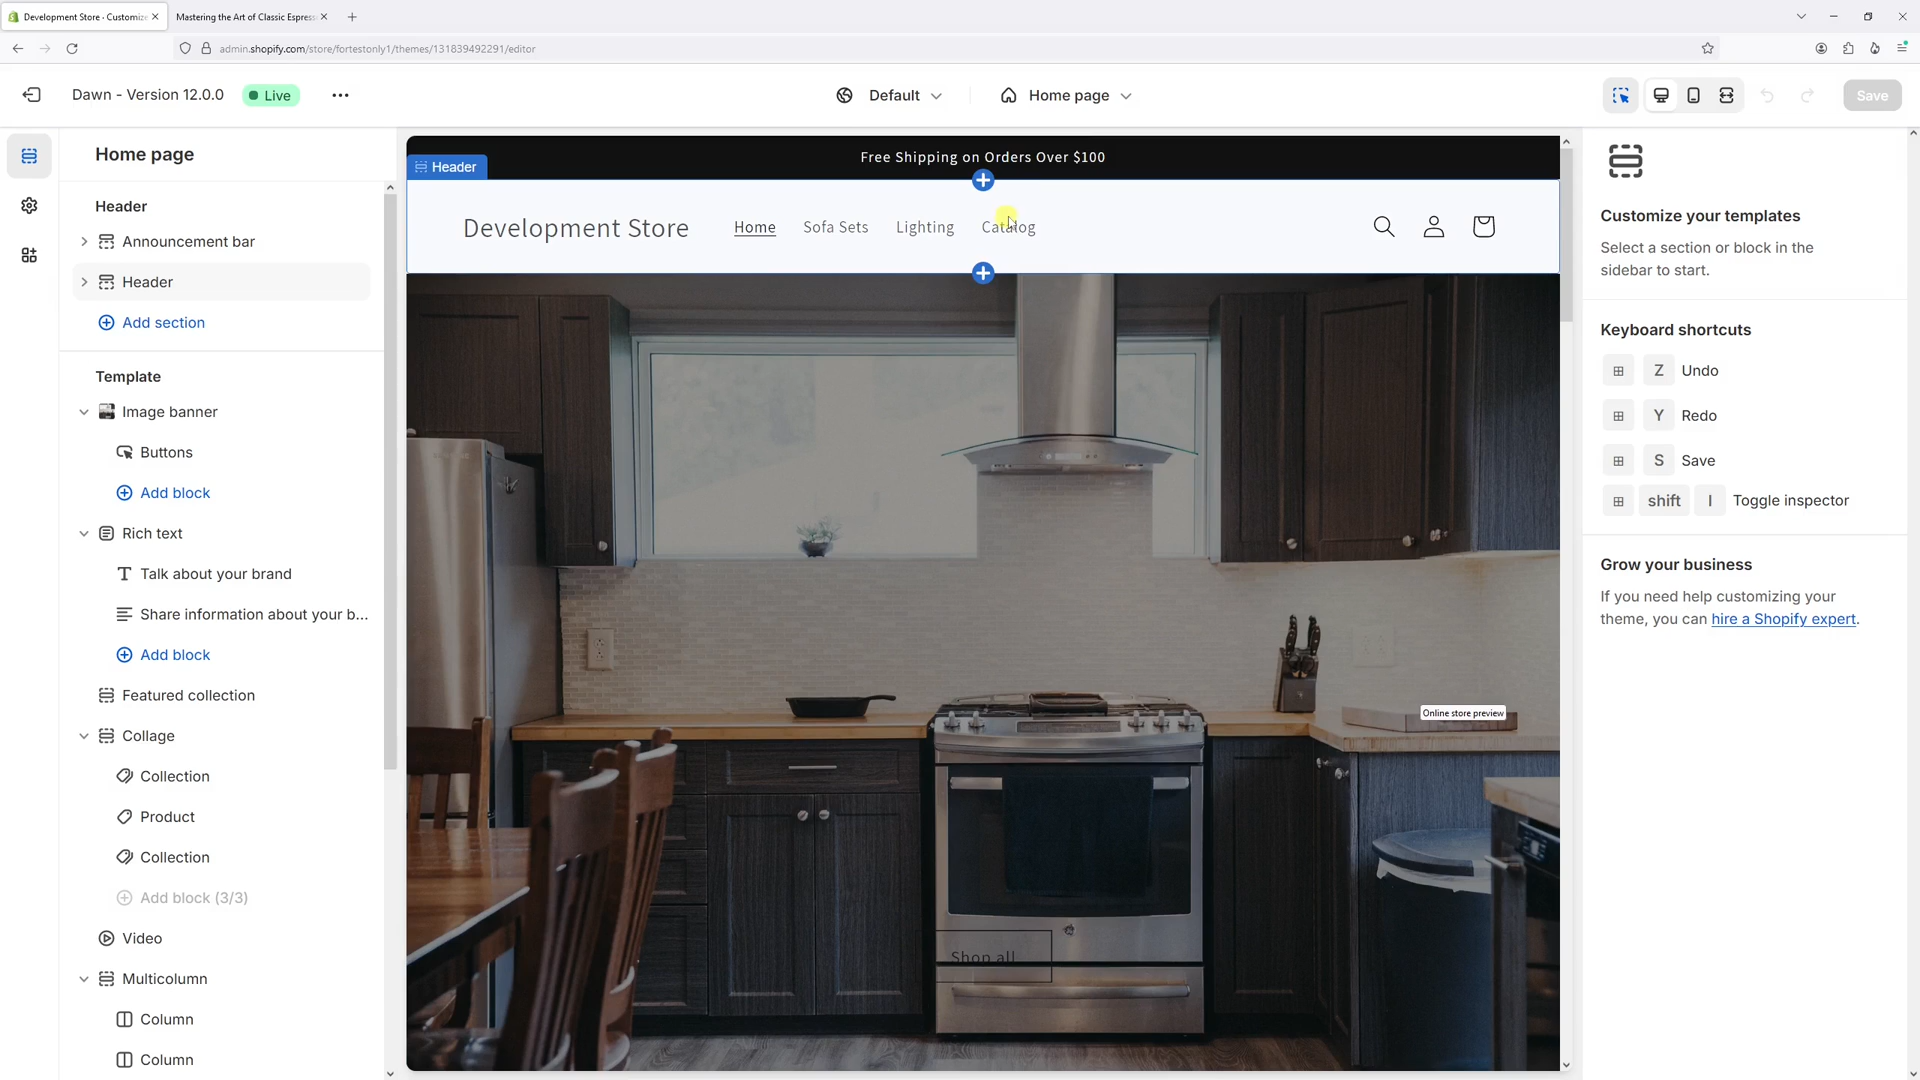 Development Store · Customize
Mastering the Art of Classic Espress
admin.shopify.com/store/fortestonly1/themes/131839492291/editor
Dawn - Version 12.0.0
Live
Default
Home page
Save
Home page
Header
Announcement bar
Header
Add section
Template
Image banner
Buttons
Add block
Rich text
Talk about your brand
Share information about your b...
Add block
Featured collection
Collage
Collection
Product
Collection
Add block (3/3)
Video
Multicolumn
Column
Column
Free Shipping on Orders Over $100
Header
Development Store
Home
Sofa Sets
Lighting
Catalog
Shop all
Online store preview
Customize your templates
Select a section or block in the
sidebar to start.
Keyboard shortcuts
Z Undo
Y Redo
S Save
shift I Toggle inspector
Grow your business
If you need help customizing your
theme, you can hire a Shopify expert.